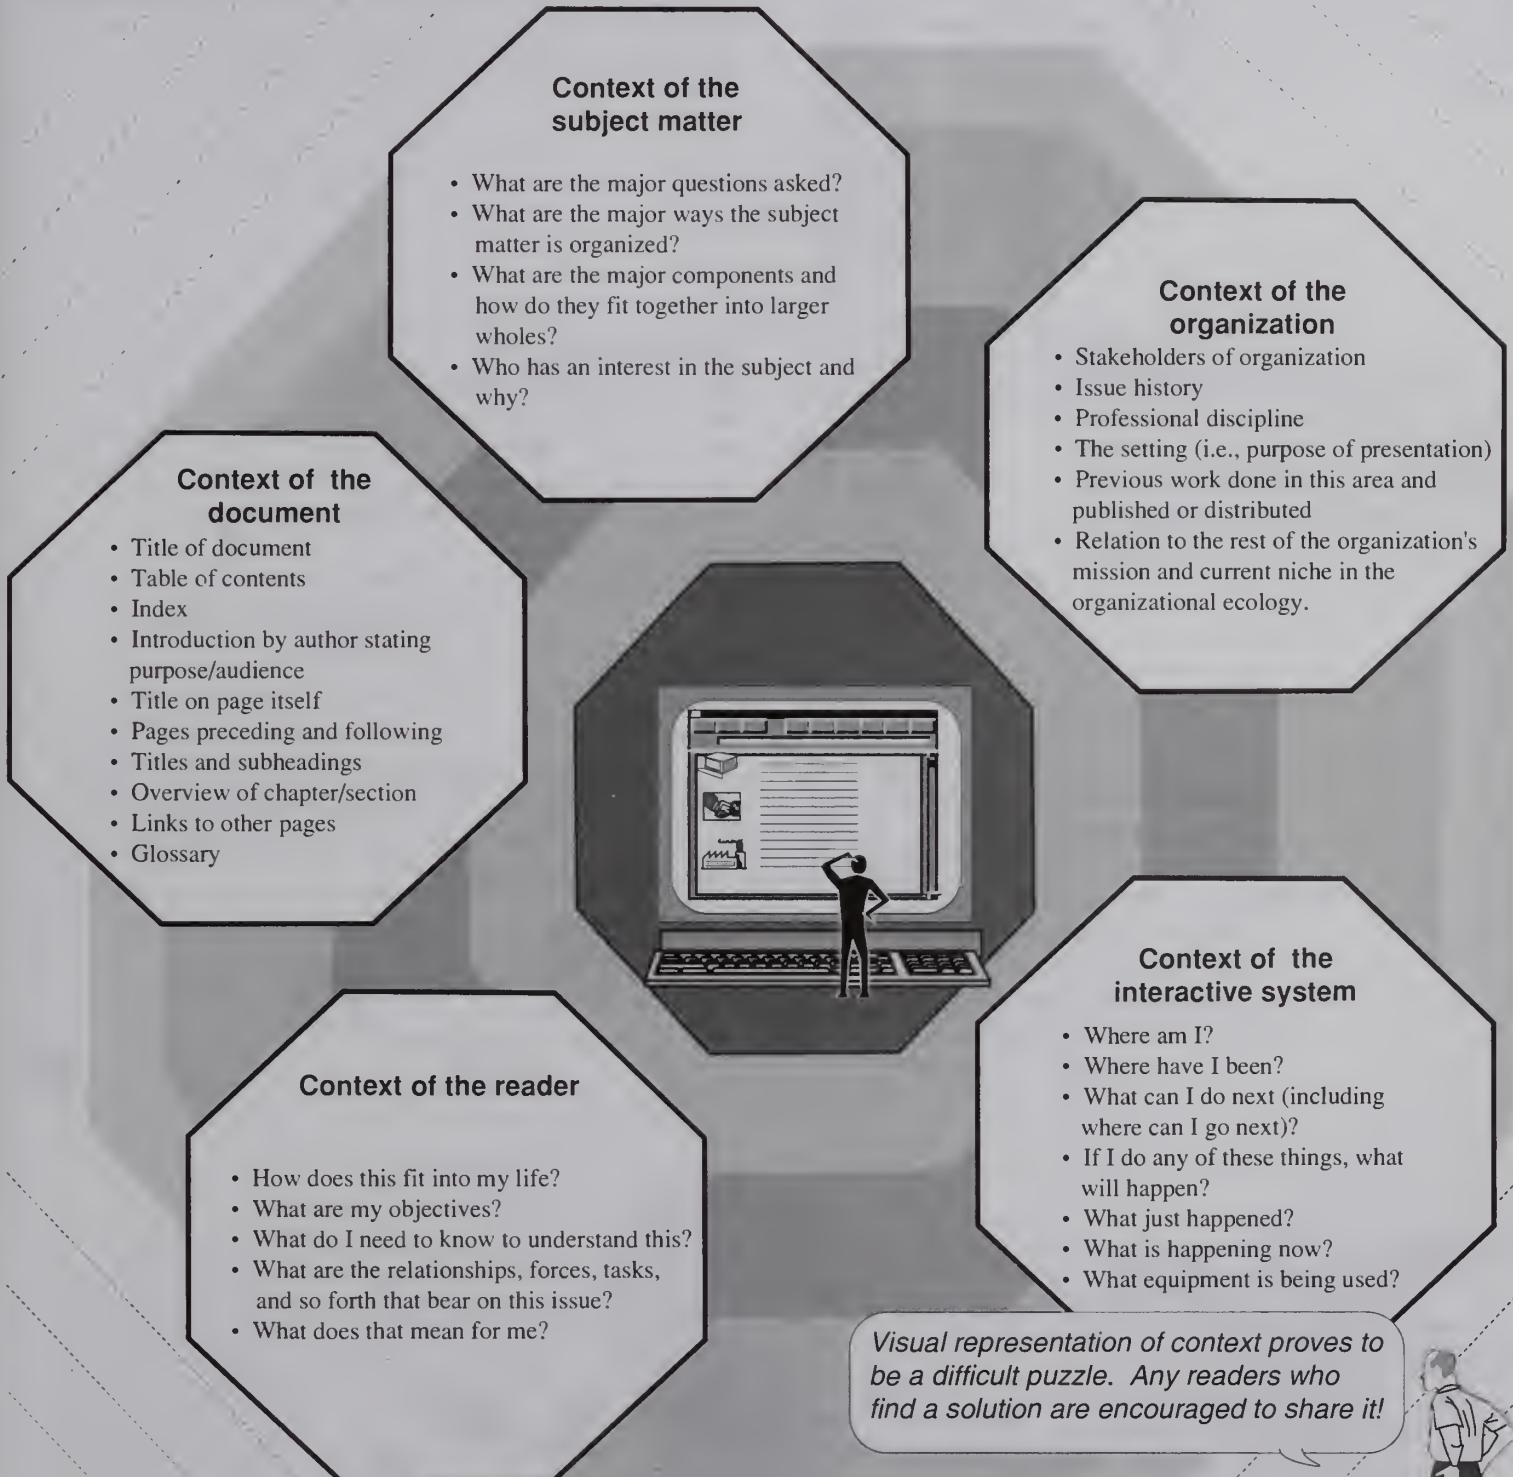 Context of the
subject matter
• What are the major questions asked?
• What are the major ways the subject
matter is organized?
• What are the major components and
how do they fit together into larger
wholes?
• Who has an interest in the subject and
why?
Context of the
organization
• Stakeholders of organization
• Issue history
• Professional discipline
• The setting (i.e., purpose of presentation)
• Previous work done in this area and
published or distributed
• Relation to the rest of the organization's
mission and current niche in the
organizational ecology.
Context of the
document
• Title of document
• Table of contents
• Index
• Introduction by author stating
purpose/audience
• Title on page itself
• Pages preceding and following
• Titles and subheadings
• Overview of chapter/section
• Links to other pages
• Glossary
Context of the
interactive system
• Where am I?
• Where have I been?
• What can I do next (including
where can I go next)?
• If I do any of these things, what
will happen?
• What just happened?
• What is happening now?
• What equipment is being used?
Context of the reader
• How does this fit into my life?
• What are my objectives?
• What do I need to know to understand this?
• What are the relationships, forces, tasks,
and so forth that bear on this issue?
• What does that mean for me?
Visual representation of context proves to
be a difficult puzzle. Any readers who
find a solution are encouraged to share it!